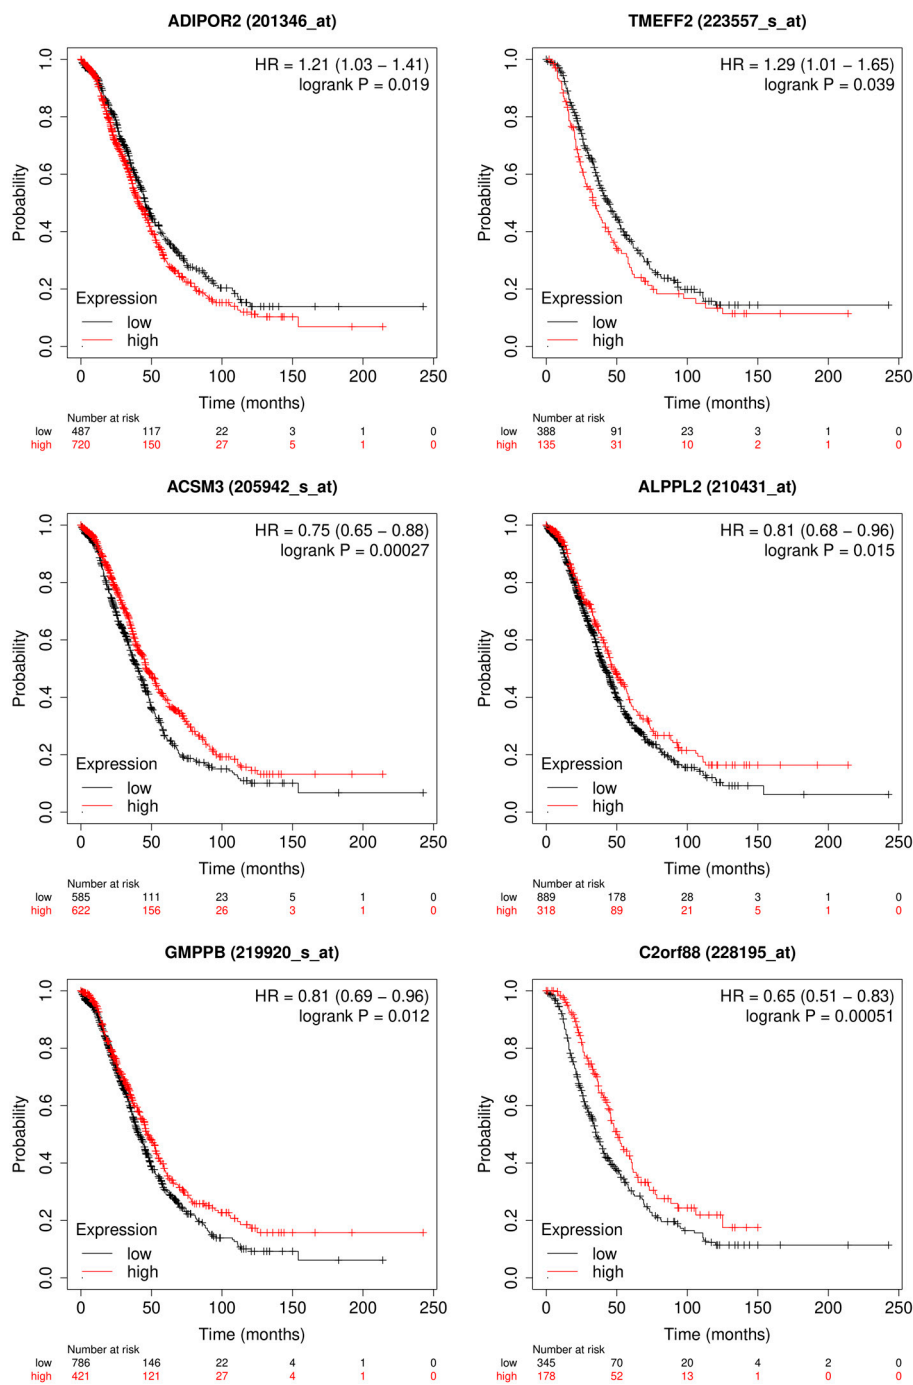 ADIPOR2 (201346_at)
HR = 1.21 (1.03 − 1.41)
logrank P = 0.019
Probability
0.0 0.2 0.4 0.6 0.8 1.0
Expression
low
high
0 50 100 150 200 250
Time (months)
Number at risk
low 487 117 22 3 1 0
high 720 150 27 5 1 0
TMEFF2 (223557_s_at)
HR = 1.29 (1.01 − 1.65)
logrank P = 0.039
Probability
0.0 0.2 0.4 0.6 0.8 1.0
Expression
low
high
0 50 100 150 200 250
Time (months)
Number at risk
low 388 91 23 3 1 0
high 135 31 10 2 1 0
ACSM3 (205942_s_at)
HR = 0.75 (0.65 − 0.88)
logrank P = 0.00027
Probability
0.0 0.2 0.4 0.6 0.8 1.0
Expression
low
high
0 50 100 150 200 250
Time (months)
Number at risk
low 585 111 23 5 1 0
high 622 156 26 3 1 0
ALPPL2 (210431_at)
HR = 0.81 (0.68 − 0.96)
logrank P = 0.015
Probability
0.0 0.2 0.4 0.6 0.8 1.0
Expression
low
high
0 50 100 150 200 250
Time (months)
Number at risk
low 889 178 28 3 1 0
high 318 89 21 5 1 0
GMPPB (219920_s_at)
HR = 0.81 (0.69 − 0.96)
logrank P = 0.012
Probability
0.0 0.2 0.4 0.6 0.8 1.0
Expression
low
high
0 50 100 150 200 250
Time (months)
Number at risk
low 786 146 22 4 1 0
high 421 121 27 4 1 0
C2orf88 (228195_at)
HR = 0.65 (0.51 − 0.83)
logrank P = 0.00051
Probability
0.0 0.2 0.4 0.6 0.8 1.0
Expression
low
high
0 50 100 150 200 250
Time (months)
Number at risk
low 345 70 20 4 2 0
high 178 52 13 1 0 0